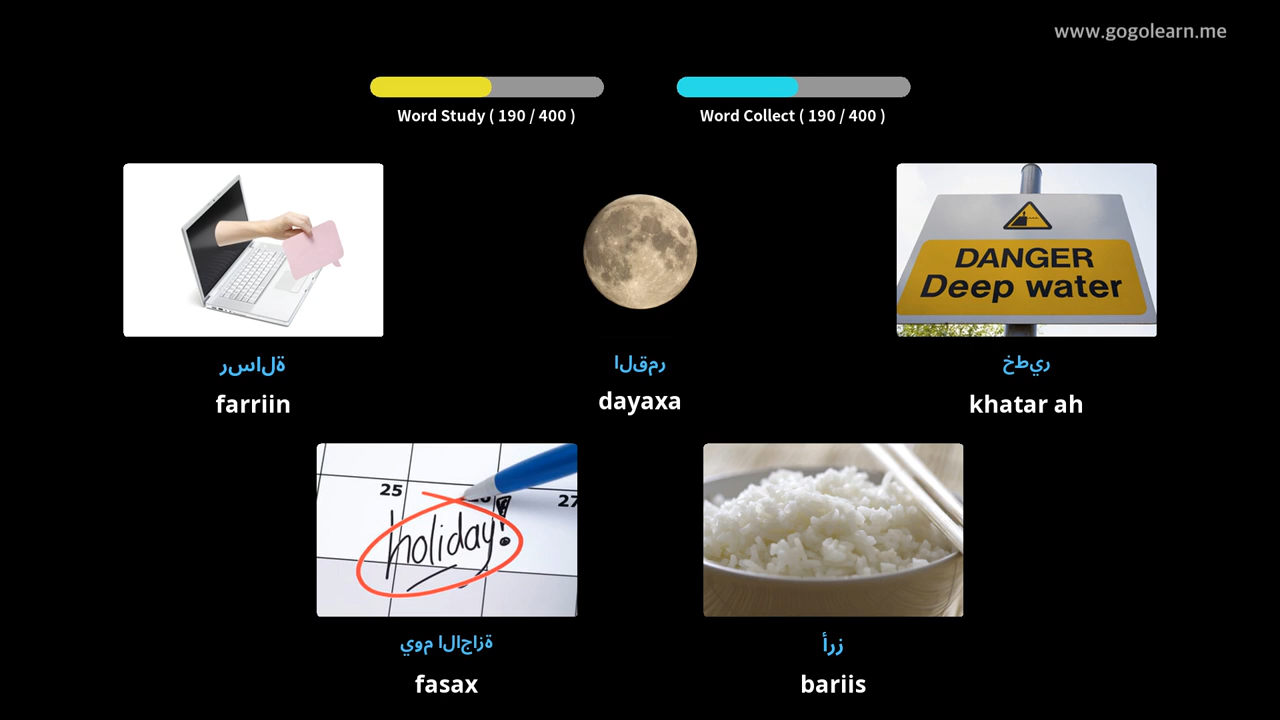 www.gogolearn.me
Word Study ( 190 / 400 )
Word Collect ( 190 / 400 )
رسالة
farriin
القمر
dayaxa
DANGER
Deep water
خطير
khatar ah
25
27
holiday!
يوم الاجازة
fasax
أرز
bariis